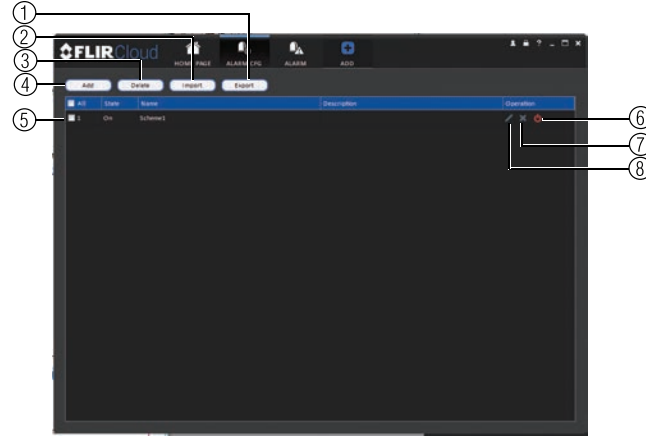 ①
②
③
④
⑤
⑥
⑦
⑧
FLIRCloud
HOME PAGE
ALARM CFG
ALARM
ADD
?
Add
Delete
Import
Export
All State Name Description Operation
1 On Scheme1